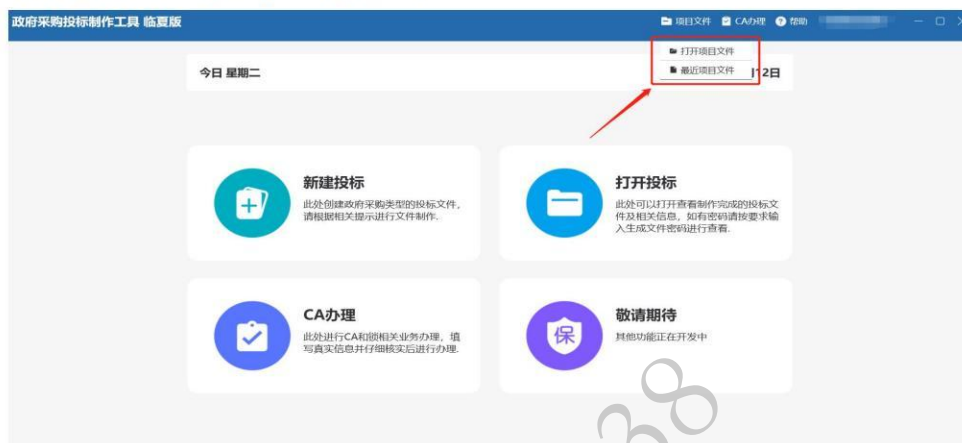 政府采购投标制作工具 临夏版
项目文件 CA办理 帮助
打开项目文件
最近项目文件
今日 星期二
12日
新建投标
此处创建政府采购类型的投标文件,
请根据相关提示进行文件制作.
打开投标
此处可以打开查看制作完成的投标文
件及相关信息, 如有密码请按要求输
入生成文件密码进行查看.
CA办理
此处进行CA和锁相关业务办理, 填
写真实信息并仔细核实后进行办理.
保
敬请期待
其他功能正在开发中
38